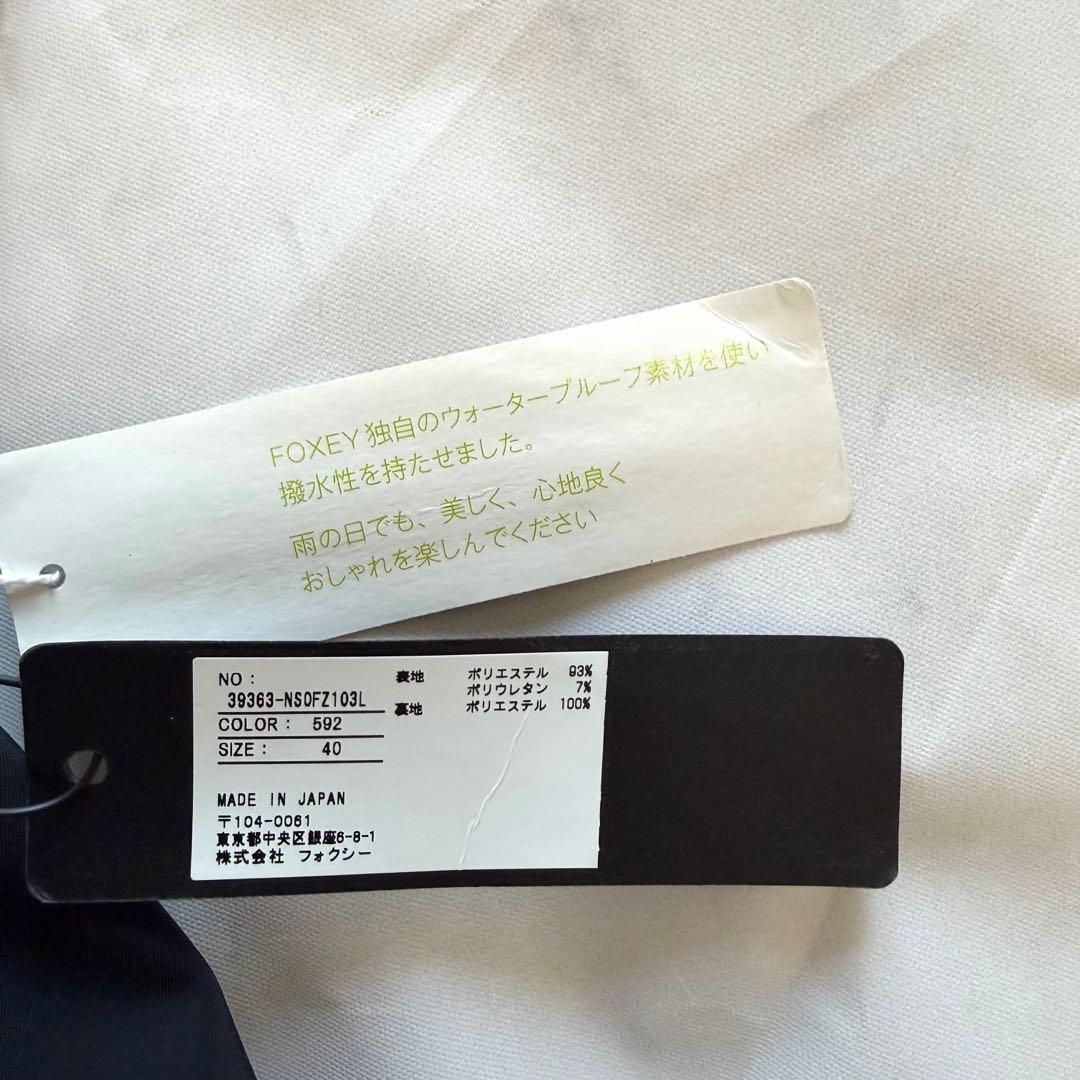 FOXEY 独自のウォータープルーフ素材を使い
撥水性を持たせました。
雨の日でも、美しく、心地良く
おしゃれを楽しんでください
NO :
39363-NSOFZ103L
COLOR : 592
SIZE : 40
表地 ポリエステル 93%
ポリウレタン 7%
裏地 ポリエステル 100%
MADE IN JAPAN
〒104-0061
東京都中央区銀座6-8-1
株式会社 フォクシー